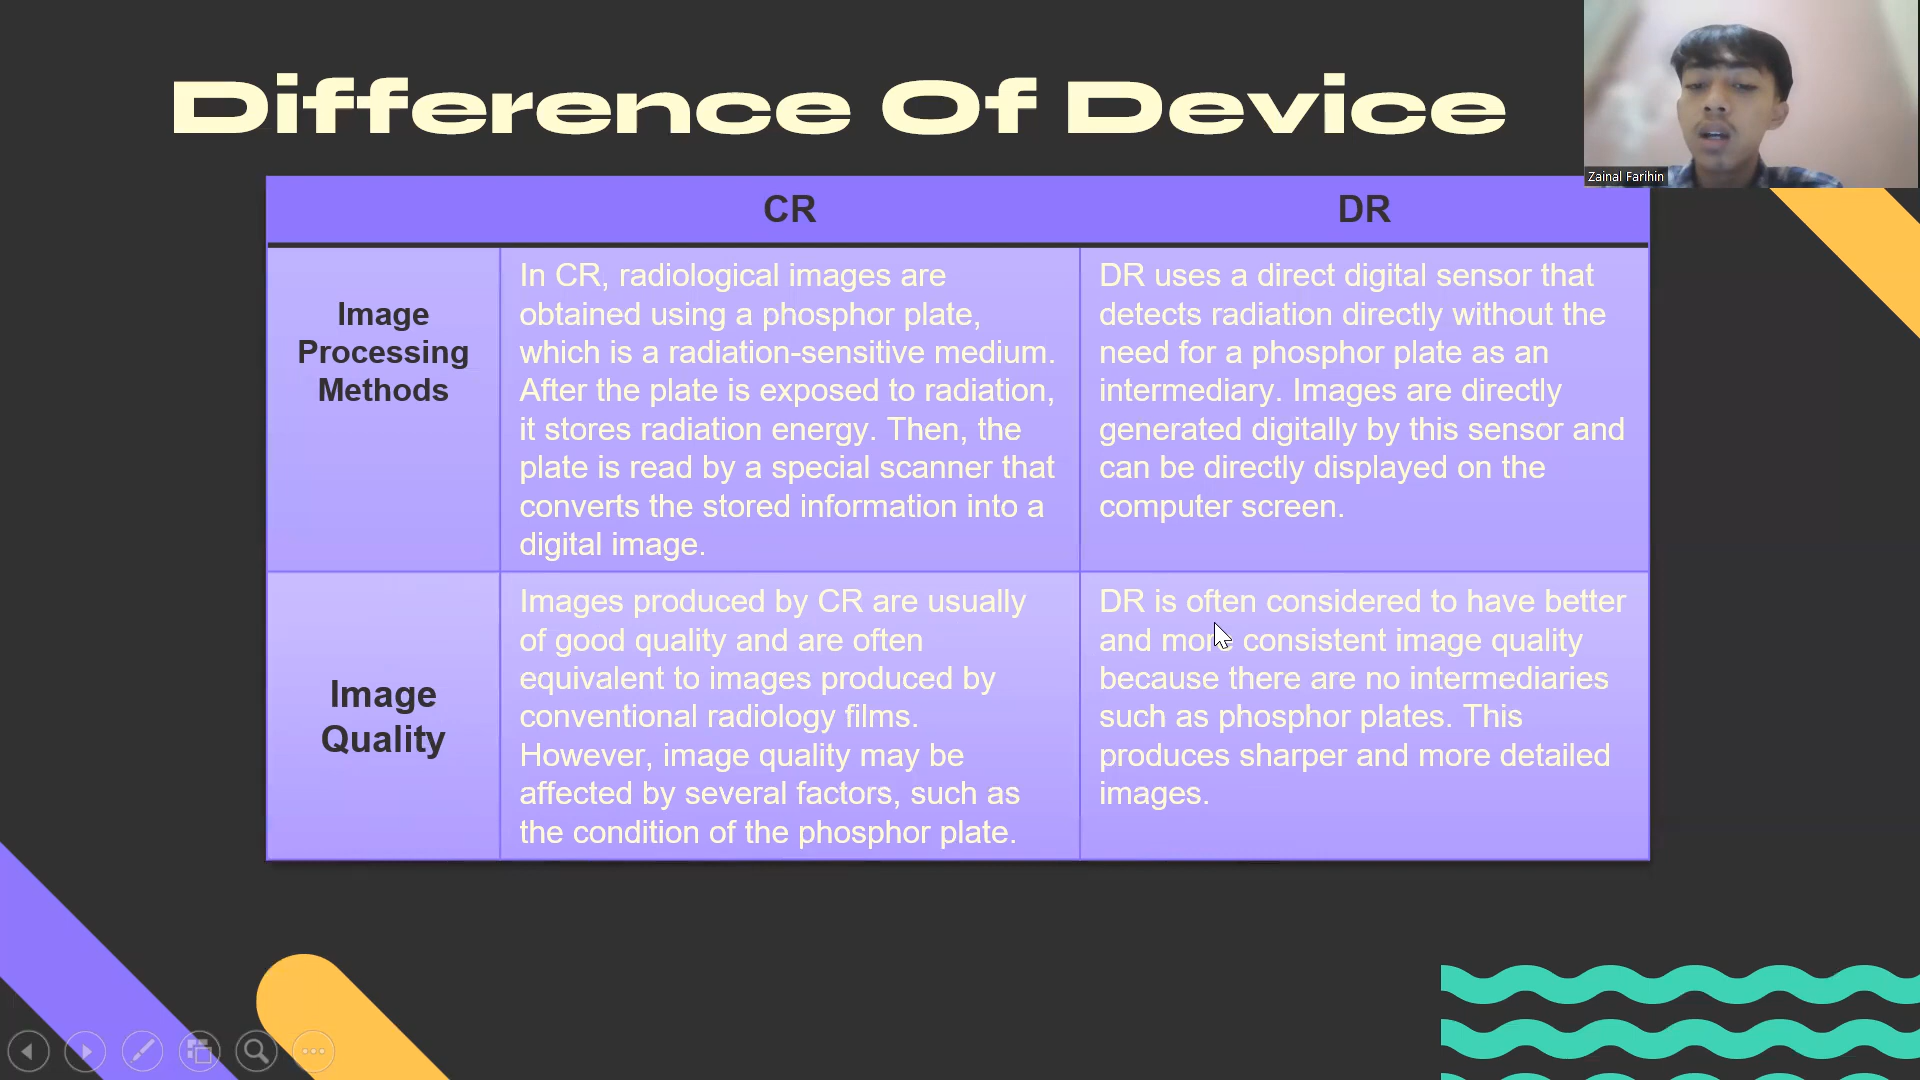 Difference Of Device
Zainal Farihin
CR
DR
Image
Processing
Methods
In CR, radiological images are
obtained using a phosphor plate,
which is a radiation-sensitive medium.
After the plate is exposed to radiation,
it stores radiation energy. Then, the
plate is read by a special scanner that
converts the stored information into a
digital image.
DR uses a direct digital sensor that
detects radiation directly without the
need for a phosphor plate as an
intermediary. Images are directly
generated digitally by this sensor and
can be directly displayed on the
computer screen.
Image
Quality
Images produced by CR are usually
of good quality and are often
equivalent to images produced by
conventional radiology films.
However, image quality may be
affected by several factors, such as
the condition of the phosphor plate.
DR is often considered to have better
and more consistent image quality
because there are no intermediaries
such as phosphor plates. This
produces sharper and more detailed
images.